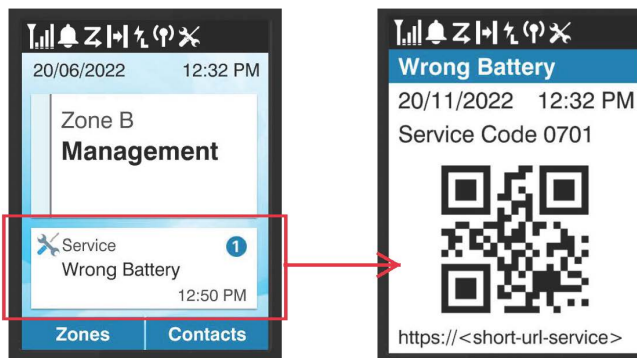 20/06/2022 12:32 PM
Zone B
Management
Service 1
Wrong Battery
12:50 PM
Zones Contacts
Wrong Battery
20/11/2022 12:32 PM
Service Code 0701
https://<short-url-service>